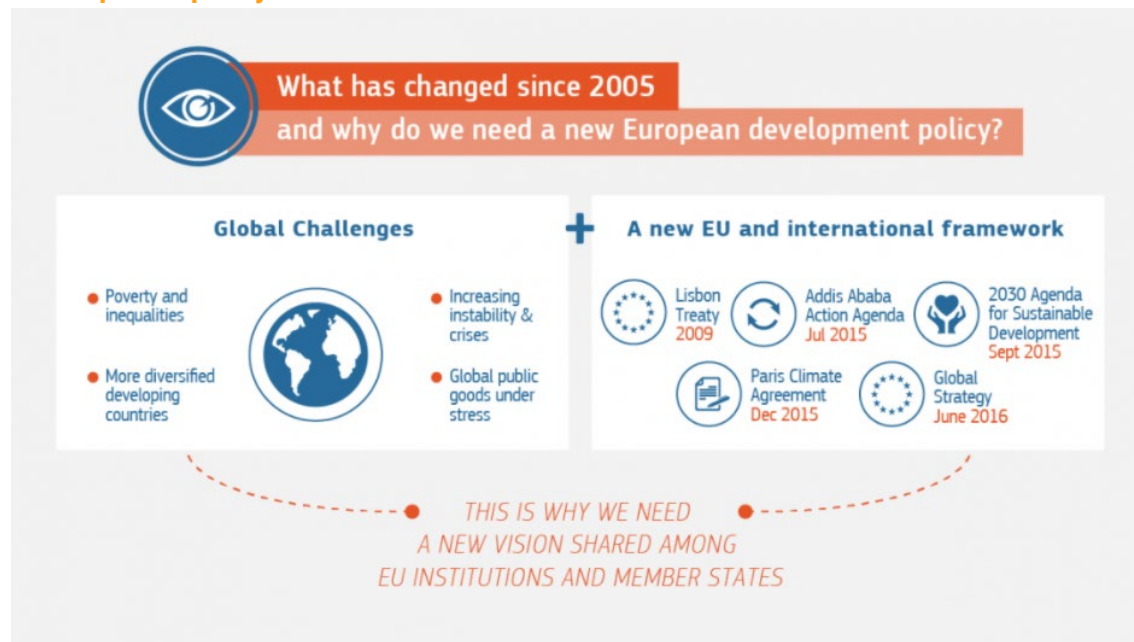 What has changed since 2005
and why do we need a new European development policy?
Global Challenges
Poverty and
inequalities
More diversified
developing
countries
Increasing
instability &
crises
Global public
goods under
stress
+
A new EU and international framework
Lisbon
Treaty
2009
Addis Ababa
Action Agenda
Jul 2015
2030 Agenda
for Sustainable
Development
Sept 2015
Paris Climate
Agreement
Dec 2015
Global
Strategy
June 2016
THIS IS WHY WE NEED
A NEW VISION SHARED AMONG
EU INSTITUTIONS AND MEMBER STATES